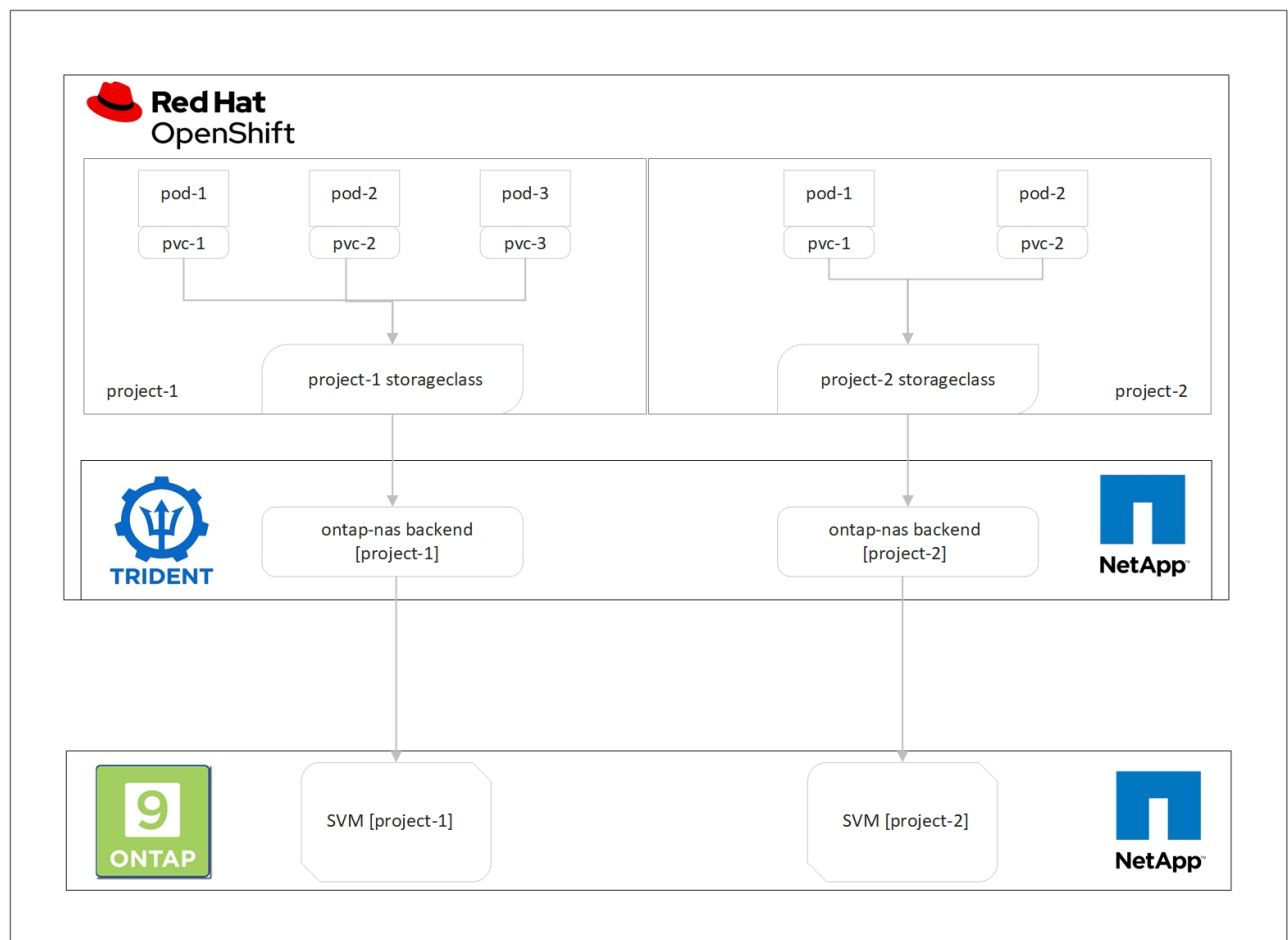 Red Hat
OpenShift
pod-1
pod-2
pod-3
pvc-1
pvc-2
pvc-3
project-1 storageclass
project-1
pod-1
pod-2
pvc-1
pvc-2
project-2 storageclass
project-2
TRIDENT
ontap-nas backend
[project-1]
ontap-nas backend
[project-2]
NetApp™
9
ONTAP
SVM [project-1]
SVM [project-2]
NetApp™